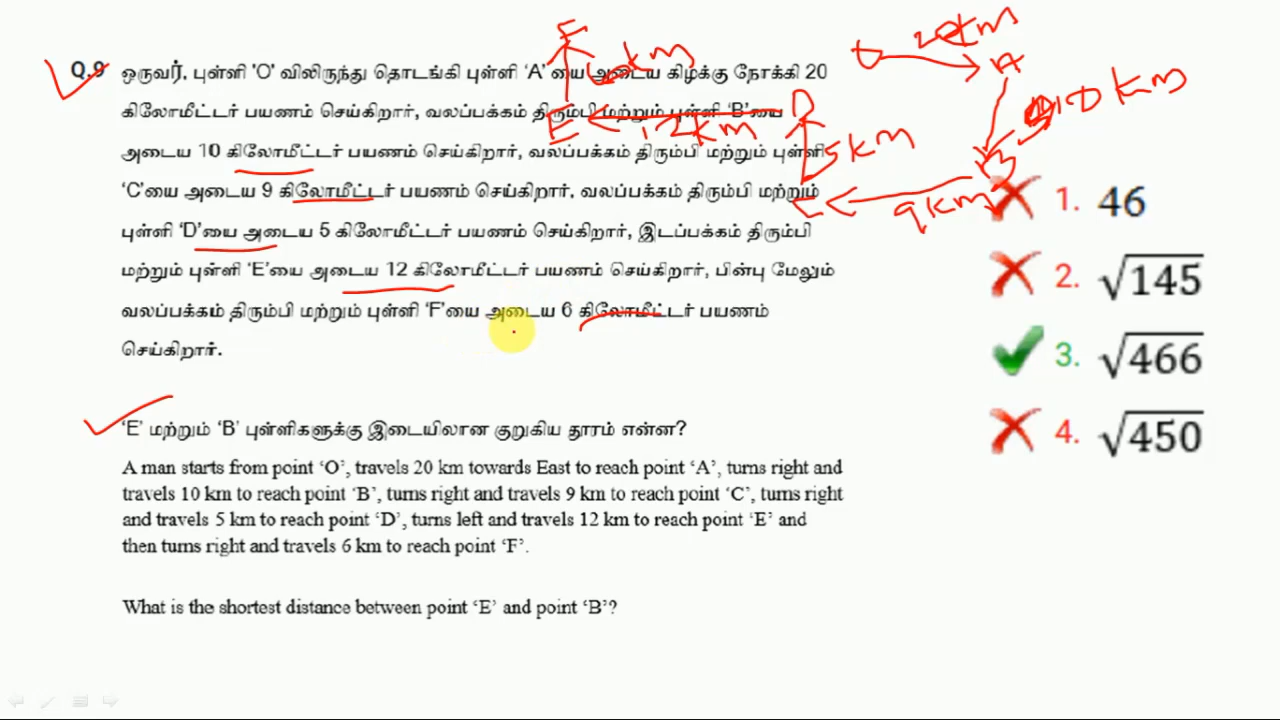 Q.9 ஒருவர், புள்ளி 'O' விலிருந்து தொடங்கி புள்ளி 'A' யை அடைய கிழக்கு நோக்கி 20
கிலோமீட்டர் பயணம் செய்கிறார், வலப்பக்கம் திரும்பி மற்றும் புள்ளி 'B'யை
அடைய 10 கிலோமீட்டர் பயணம் செய்கிறார், வலப்பக்கம் திரும்பி மற்றும் புள்ளி
'C'யை அடைய 9 கிலோமீட்டர் பயணம் செய்கிறார், வலப்பக்கம் திரும்பி மற்றும்
புள்ளி 'D'யை அடைய 5 கிலோமீட்டர் பயணம் செய்கிறார், இடப்பக்கம் திரும்பி
மற்றும் புள்ளி 'E'யை அடைய 12 கிலோமீட்டர் பயணம் செய்கிறார், பின்பு மேலும்
வலப்பக்கம் திரும்பி மற்றும் புள்ளி 'F'யை அடைய 6 கிலோமீட்டர் பயணம்
செய்கிறார்.
'E' மற்றும் 'B' புள்ளிகளுக்கு இடையிலான குறுகிய தூரம் என்ன?
A man starts from point ‘O’, travels 20 km towards East to reach point ‘A’, turns right and
travels 10 km to reach point ‘B’, turns right and travels 9 km to reach point ‘C’, turns right
and travels 5 km to reach point ‘D’, turns left and travels 12 km to reach point ‘E’ and
then turns right and travels 6 km to reach point ‘F’.
What is the shortest distance between point ‘E’ and point ‘B’?
1. 46
2. √145
3. √466
4. √450
20km
A
10 km
B
9km
5km
D
12km
E
km
F